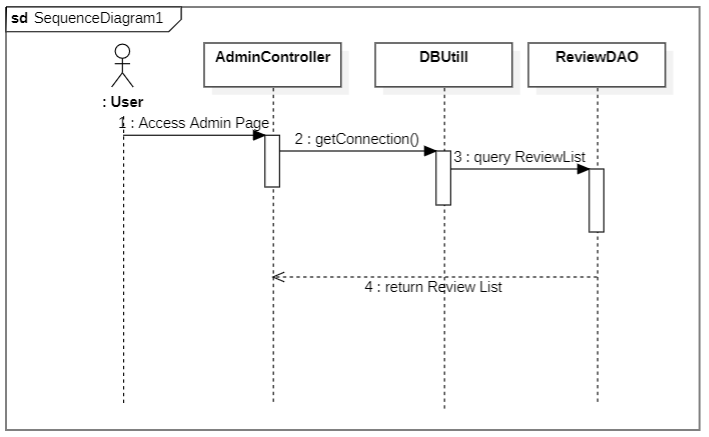 sd SequenceDiagram1
AdminController
DBUtill
ReviewDAO
: User
1 : Access Admin Page
2 : getConnection()
3 : query ReviewList
4 : return Review List